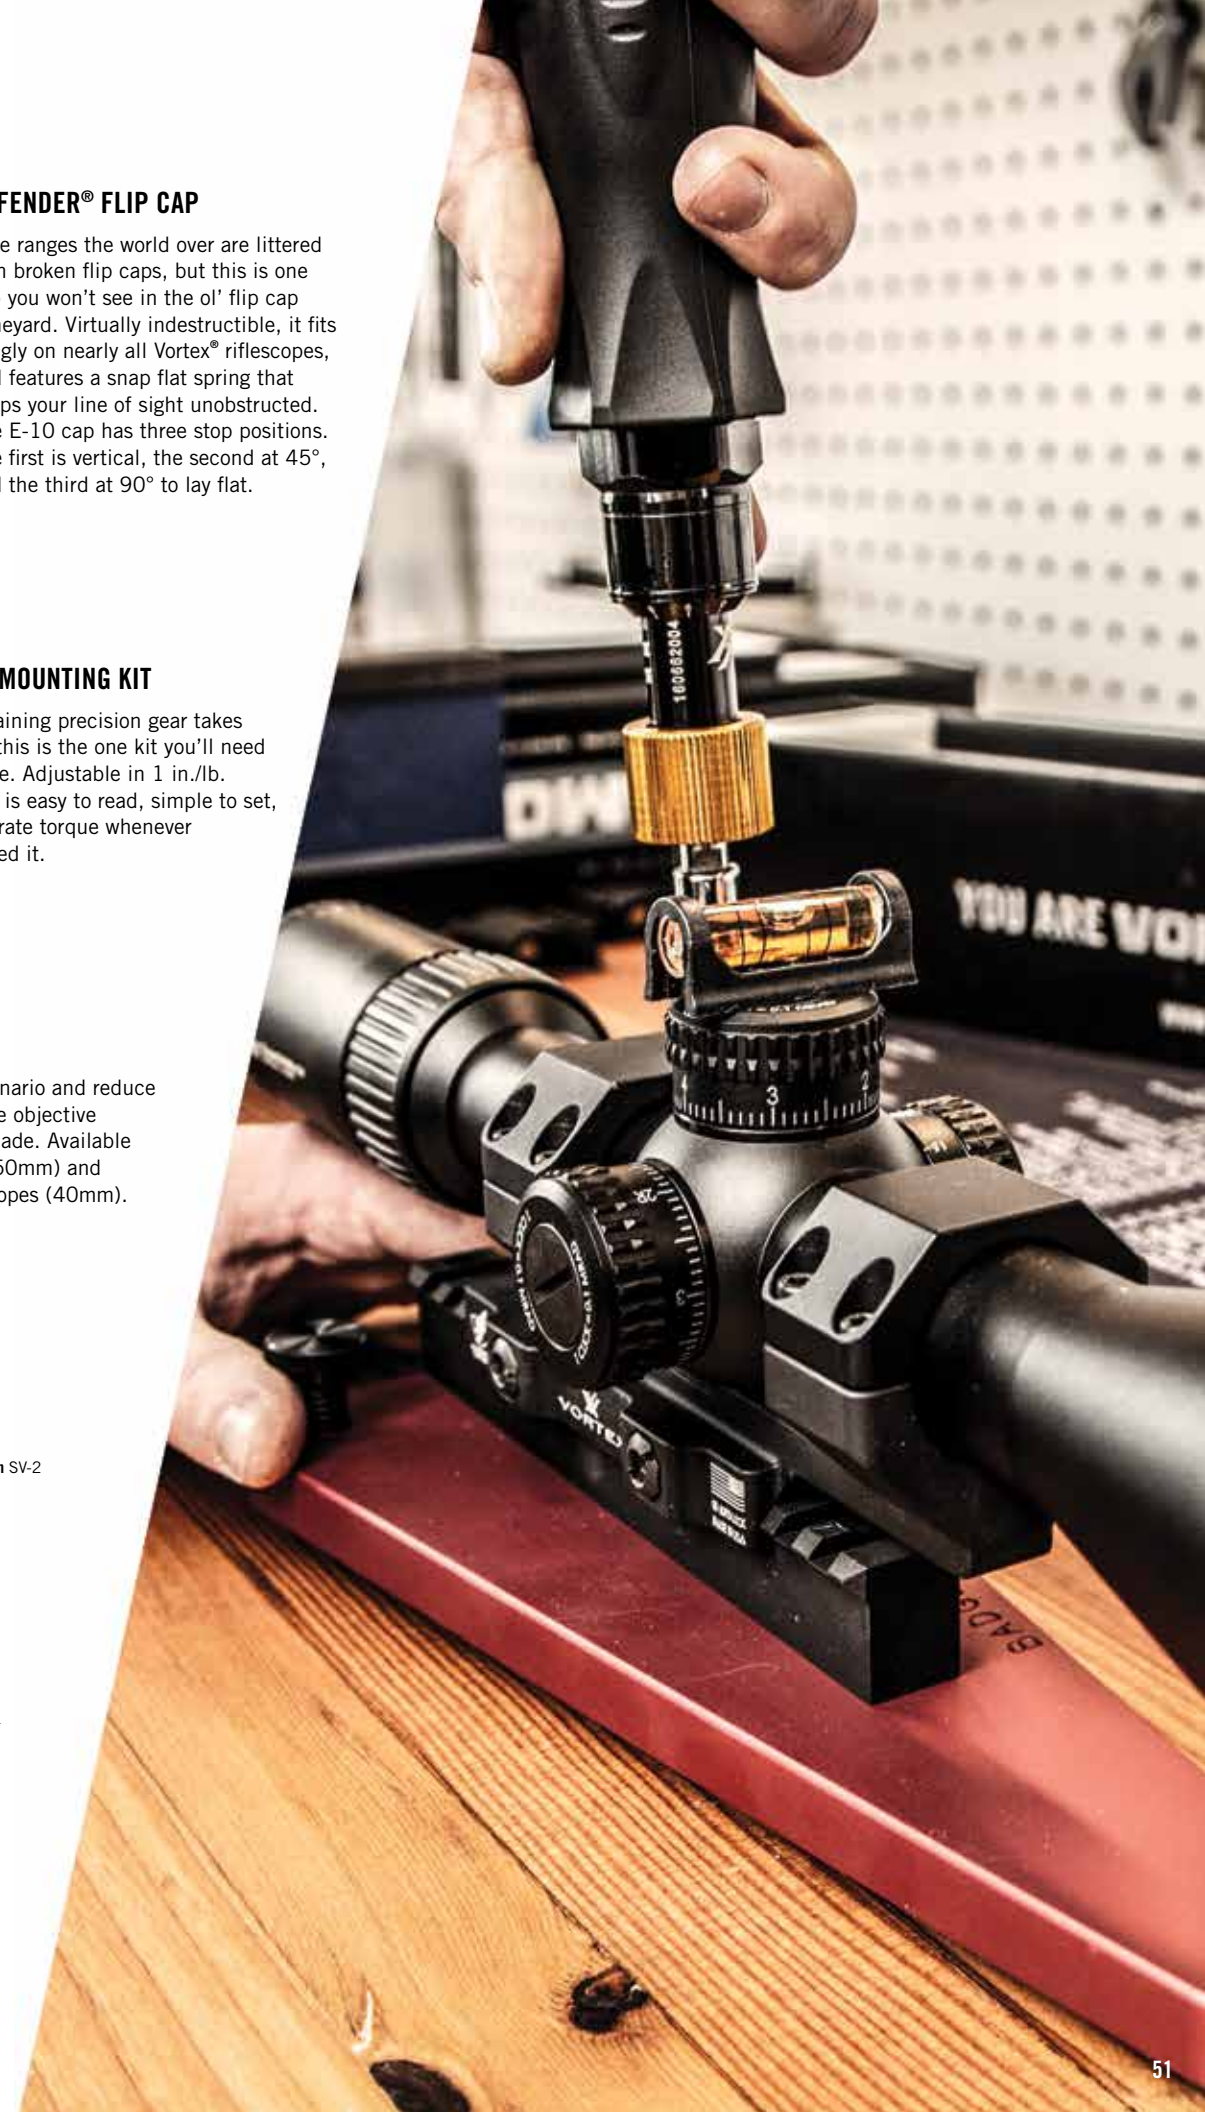 FENDER® FLIP CAP
e ranges the world over are littered
n broken flip caps, but this is one
you won't see in the ol' flip cap
eyard. Virtually indestructible, it fits
gly on nearly all Vortex® riflescopes,
features a snap flat spring that
ps your line of sight unobstructed.
E-10 cap has three stop positions.
first is vertical, the second at 45°,
the third at 90° to lay flat.
MOUNTING KIT
aining precision gear takes
this is the one kit you'll need
e. Adjustable in 1 in./lb.
is easy to read, simple to set,
rate torque whenever
ed it.
nario and reduce
e objective
ade. Available
50mm) and
opes (40mm).
n SV-2
160662004
YOU ARE VO
4 3 2
3
VORTEX
BADG
51